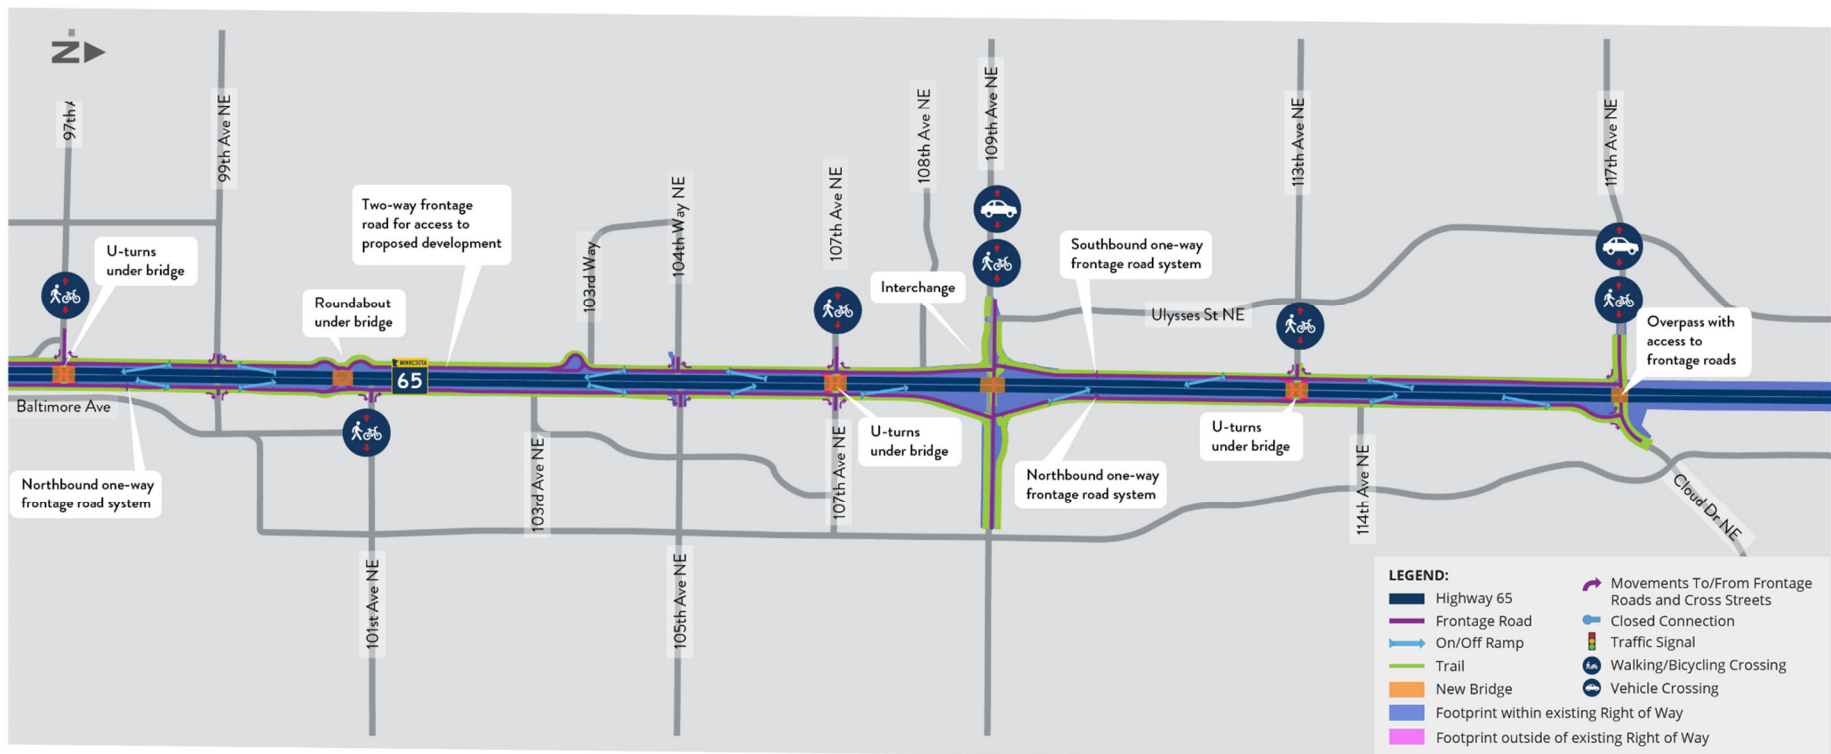 N
97th
99th Ave NE
108th Ave NE
109th Ave NE
113th Ave NE
117th Ave NE
U-turns
under bridge
Two-way frontage
road for access to
proposed development
Roundabout
under bridge
103rd Way
104th Way NE
107th Ave NE
Interchange
Southbound one-way
frontage road system
Ulysses St NE
Overpass with
access to
frontage roads
MINNESOTA
65
Baltimore Ave
Northbound one-way
frontage road system
101st Ave NE
103rd Ave NE
105th Ave NE
107th Ave NE
U-turns
under bridge
Northbound one-way
frontage road system
U-turns
under bridge
114th Ave NE
Cloud Dr NE
LEGEND:
Highway 65
Frontage Road
On/Off Ramp
Trail
New Bridge
Footprint within existing Right of Way
Footprint outside of existing Right of Way
Movements To/From Frontage
Roads and Cross Streets
Closed Connection
Traffic Signal
Walking/Bicycling Crossing
Vehicle Crossing